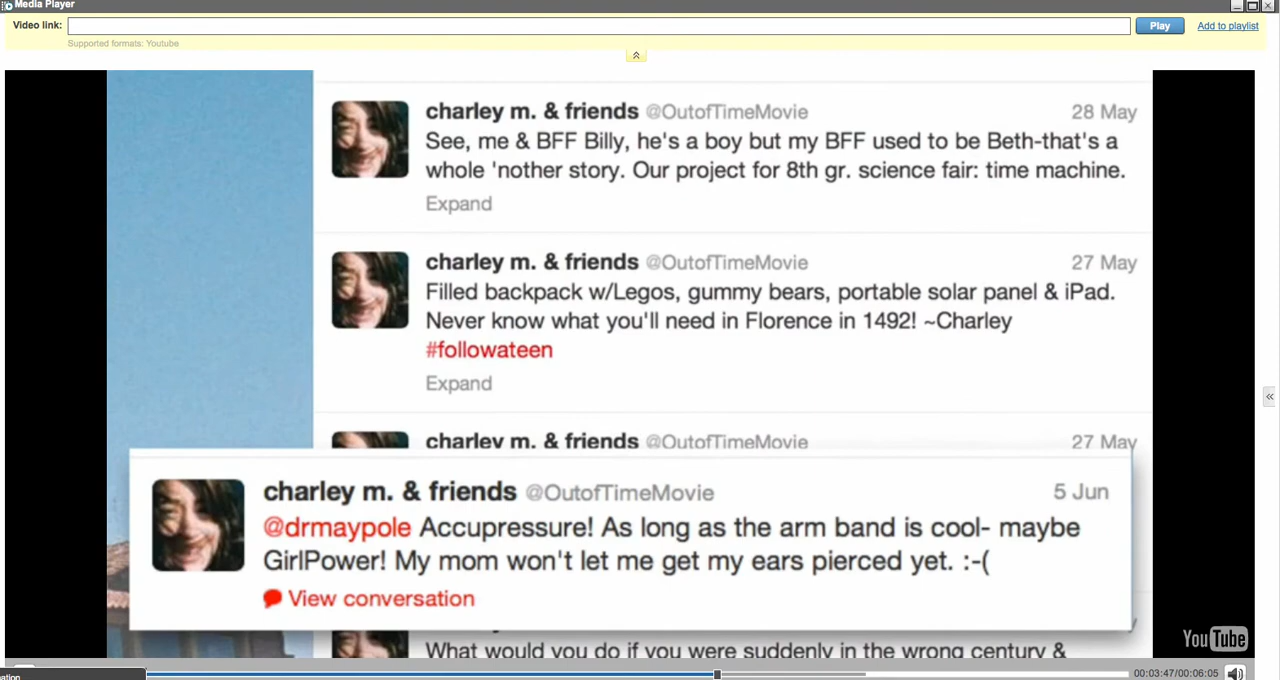 Media Player
Video link:
Play
Add to playlist
Supported formats: Youtube
charley m. & friends @OutofTimeMovie 28 May
See, me & BFF Billy, he's a boy but my BFF used to be Beth-that's a
whole 'nother story. Our project for 8th gr. science fair: time machine.
Expand
charley m. & friends @OutofTimeMovie 27 May
Filled backpack w/Legos, gummy bears, portable solar panel & iPad.
Never know what you'll need in Florence in 1492! ~Charley
#followateen
Expand
charley m. & friends @OutofTimeMovie 27 May
charley m. & friends @OutofTimeMovie 5 Jun
@drmaypole Accupressure! As long as the arm band is cool- maybe
GirlPower! My mom won't let me get my ears pierced yet. :-(
View conversation
What would you do if you were suddenly in the wrong century &
YouTube
00:03:47/00:06:05